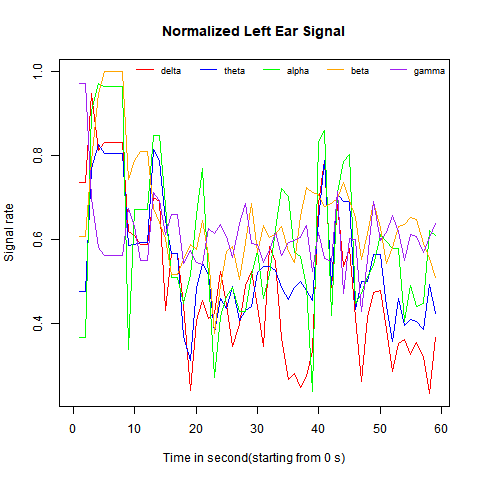 Normalized Left Ear Signal
delta theta alpha beta gamma
Signal rate
0.4 0.6 0.8 1.0
0 10 20 30 40 50 60
Time in second(starting from 0 s)